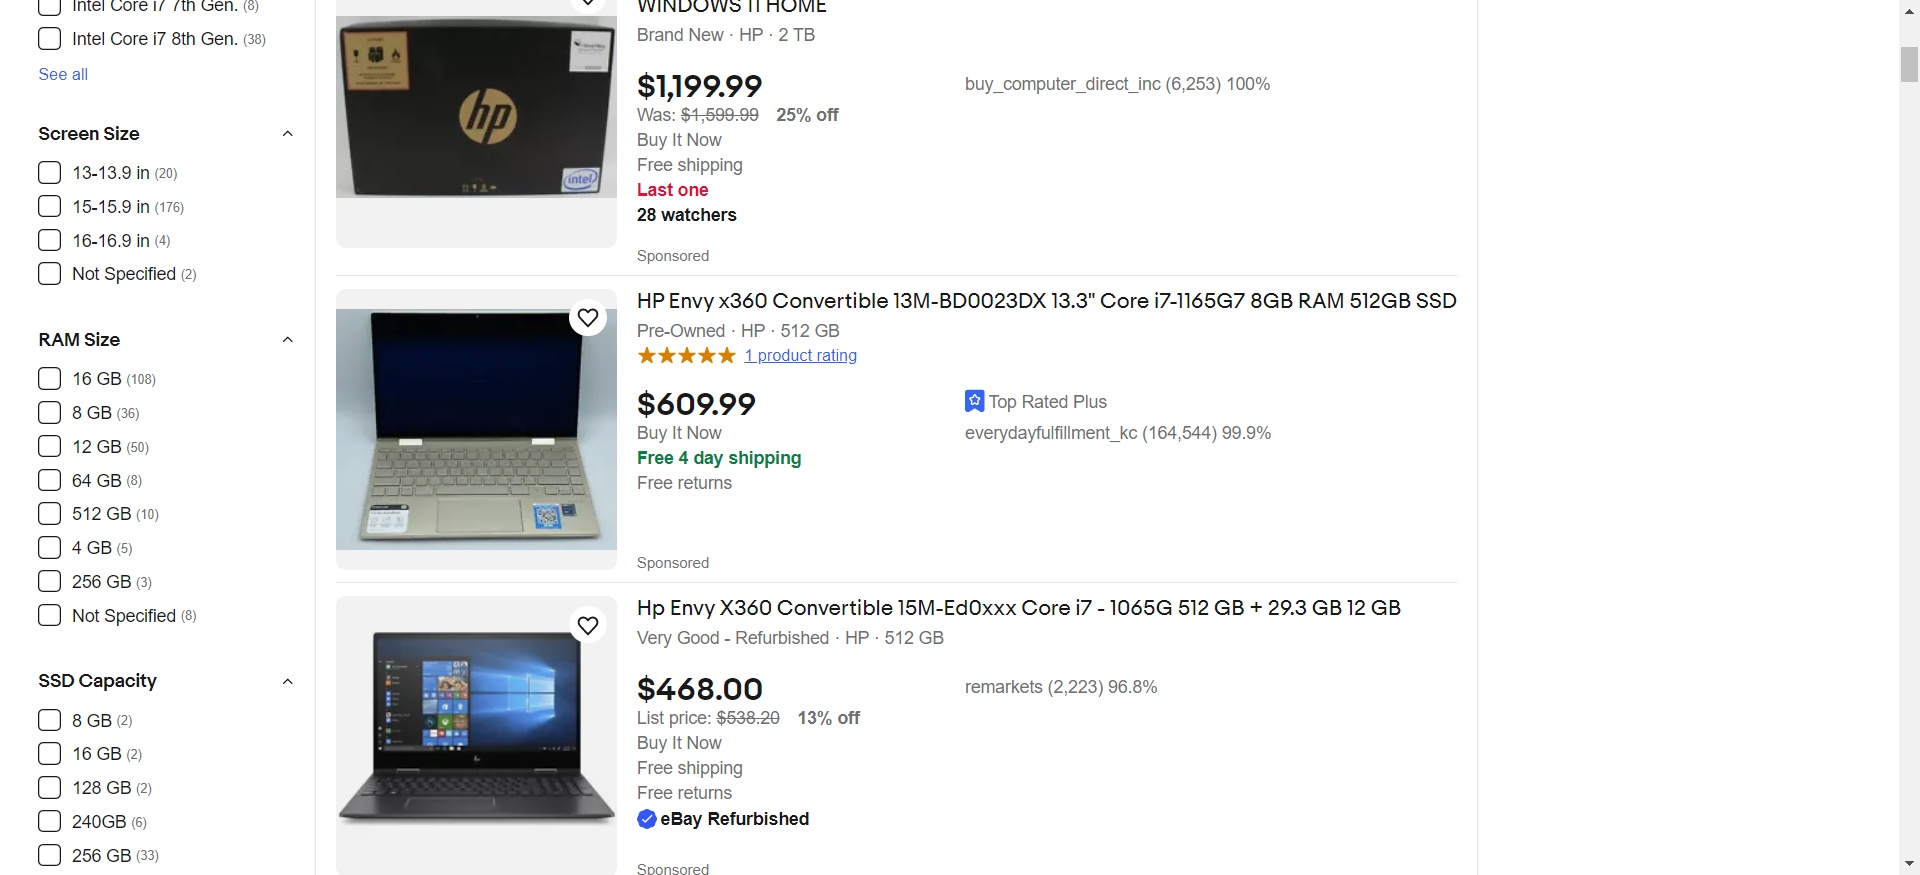 Intel Core i7 7th Gen. (8)
Intel Core i7 8th Gen. (38)
See all
Screen Size
13-13.9 in (20)
15-15.9 in (176)
16-16.9 in (4)
Not Specified (2)
RAM Size
16 GB (108)
8 GB (36)
12 GB (50)
64 GB (8)
512 GB (10)
4 GB (5)
256 GB (3)
Not Specified (8)
SSD Capacity
8 GB (2)
16 GB (2)
128 GB (2)
240GB (6)
256 GB (33)
hp
intel
WINDOWS 11 HOME
Brand New · HP · 2 TB
$1,199.99
Was: $1,599.99 25% off
Buy It Now
Free shipping
Last one
28 watchers
Sponsored
buy_computer_direct_inc (6,253) 100%
HP Envy x360 Convertible 13M-BD0023DX 13.3" Core i7-1165G7 8GB RAM 512GB SSD
Pre-Owned · HP · 512 GB
1 product rating
$609.99
Buy It Now
Free 4 day shipping
Free returns
Sponsored
Top Rated Plus
everydayfulfillment_kc (164,544) 99.9%
Hp Envy X360 Convertible 15M-Ed0xxx Core i7 - 1065G 512 GB + 29.3 GB 12 GB
Very Good - Refurbished · HP · 512 GB
$468.00
List price: $538.20 13% off
Buy It Now
Free shipping
Free returns
eBay Refurbished
Sponsored
remarkets (2,223) 96.8%